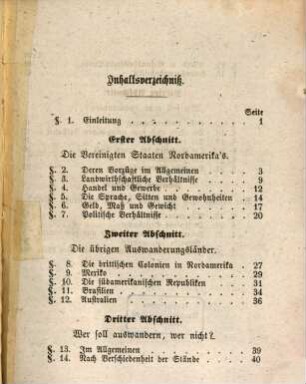 Inhaltsverzeichniß.
Seite
§. 1. Einleitung . . . . . . . . 1
Erster Abschnitt.
Die Vereinigten Staaten Nordamerika's.
§. 2. Deren Vorzüge im Allgemeinen . . . 3
§. 3. Landwirthschaftliche Verhältnisse . . . 9
§. 4. Handel und Gewerbe . . . . . 12
§. 5. Die Sprache, Sitten und Gewohnheiten . 14
§. 6. Geld, Maß und Gewicht . . . . 17
§. 7. Politische Verhältnisse . . . . . 20
Zweiter Abschnitt.
Die übrigen Auswanderungsländer.
§. 8. Die brittischen Colonien in Nordamerika . 27
§. 9. Mexiko . . . . . . . . 29
§. 10. Die südamerikanischen Republiken . . 31
§. 11. Brasilien . . . . . . . 34
§. 12. Australien . . . . . . . 36
Dritter Abschnitt.
Wer soll auswandern, wer nicht?
§. 13. Im Allgemeinen . . . . . . 39
§. 14. Nach Verschiedenheit der Stände . . 40